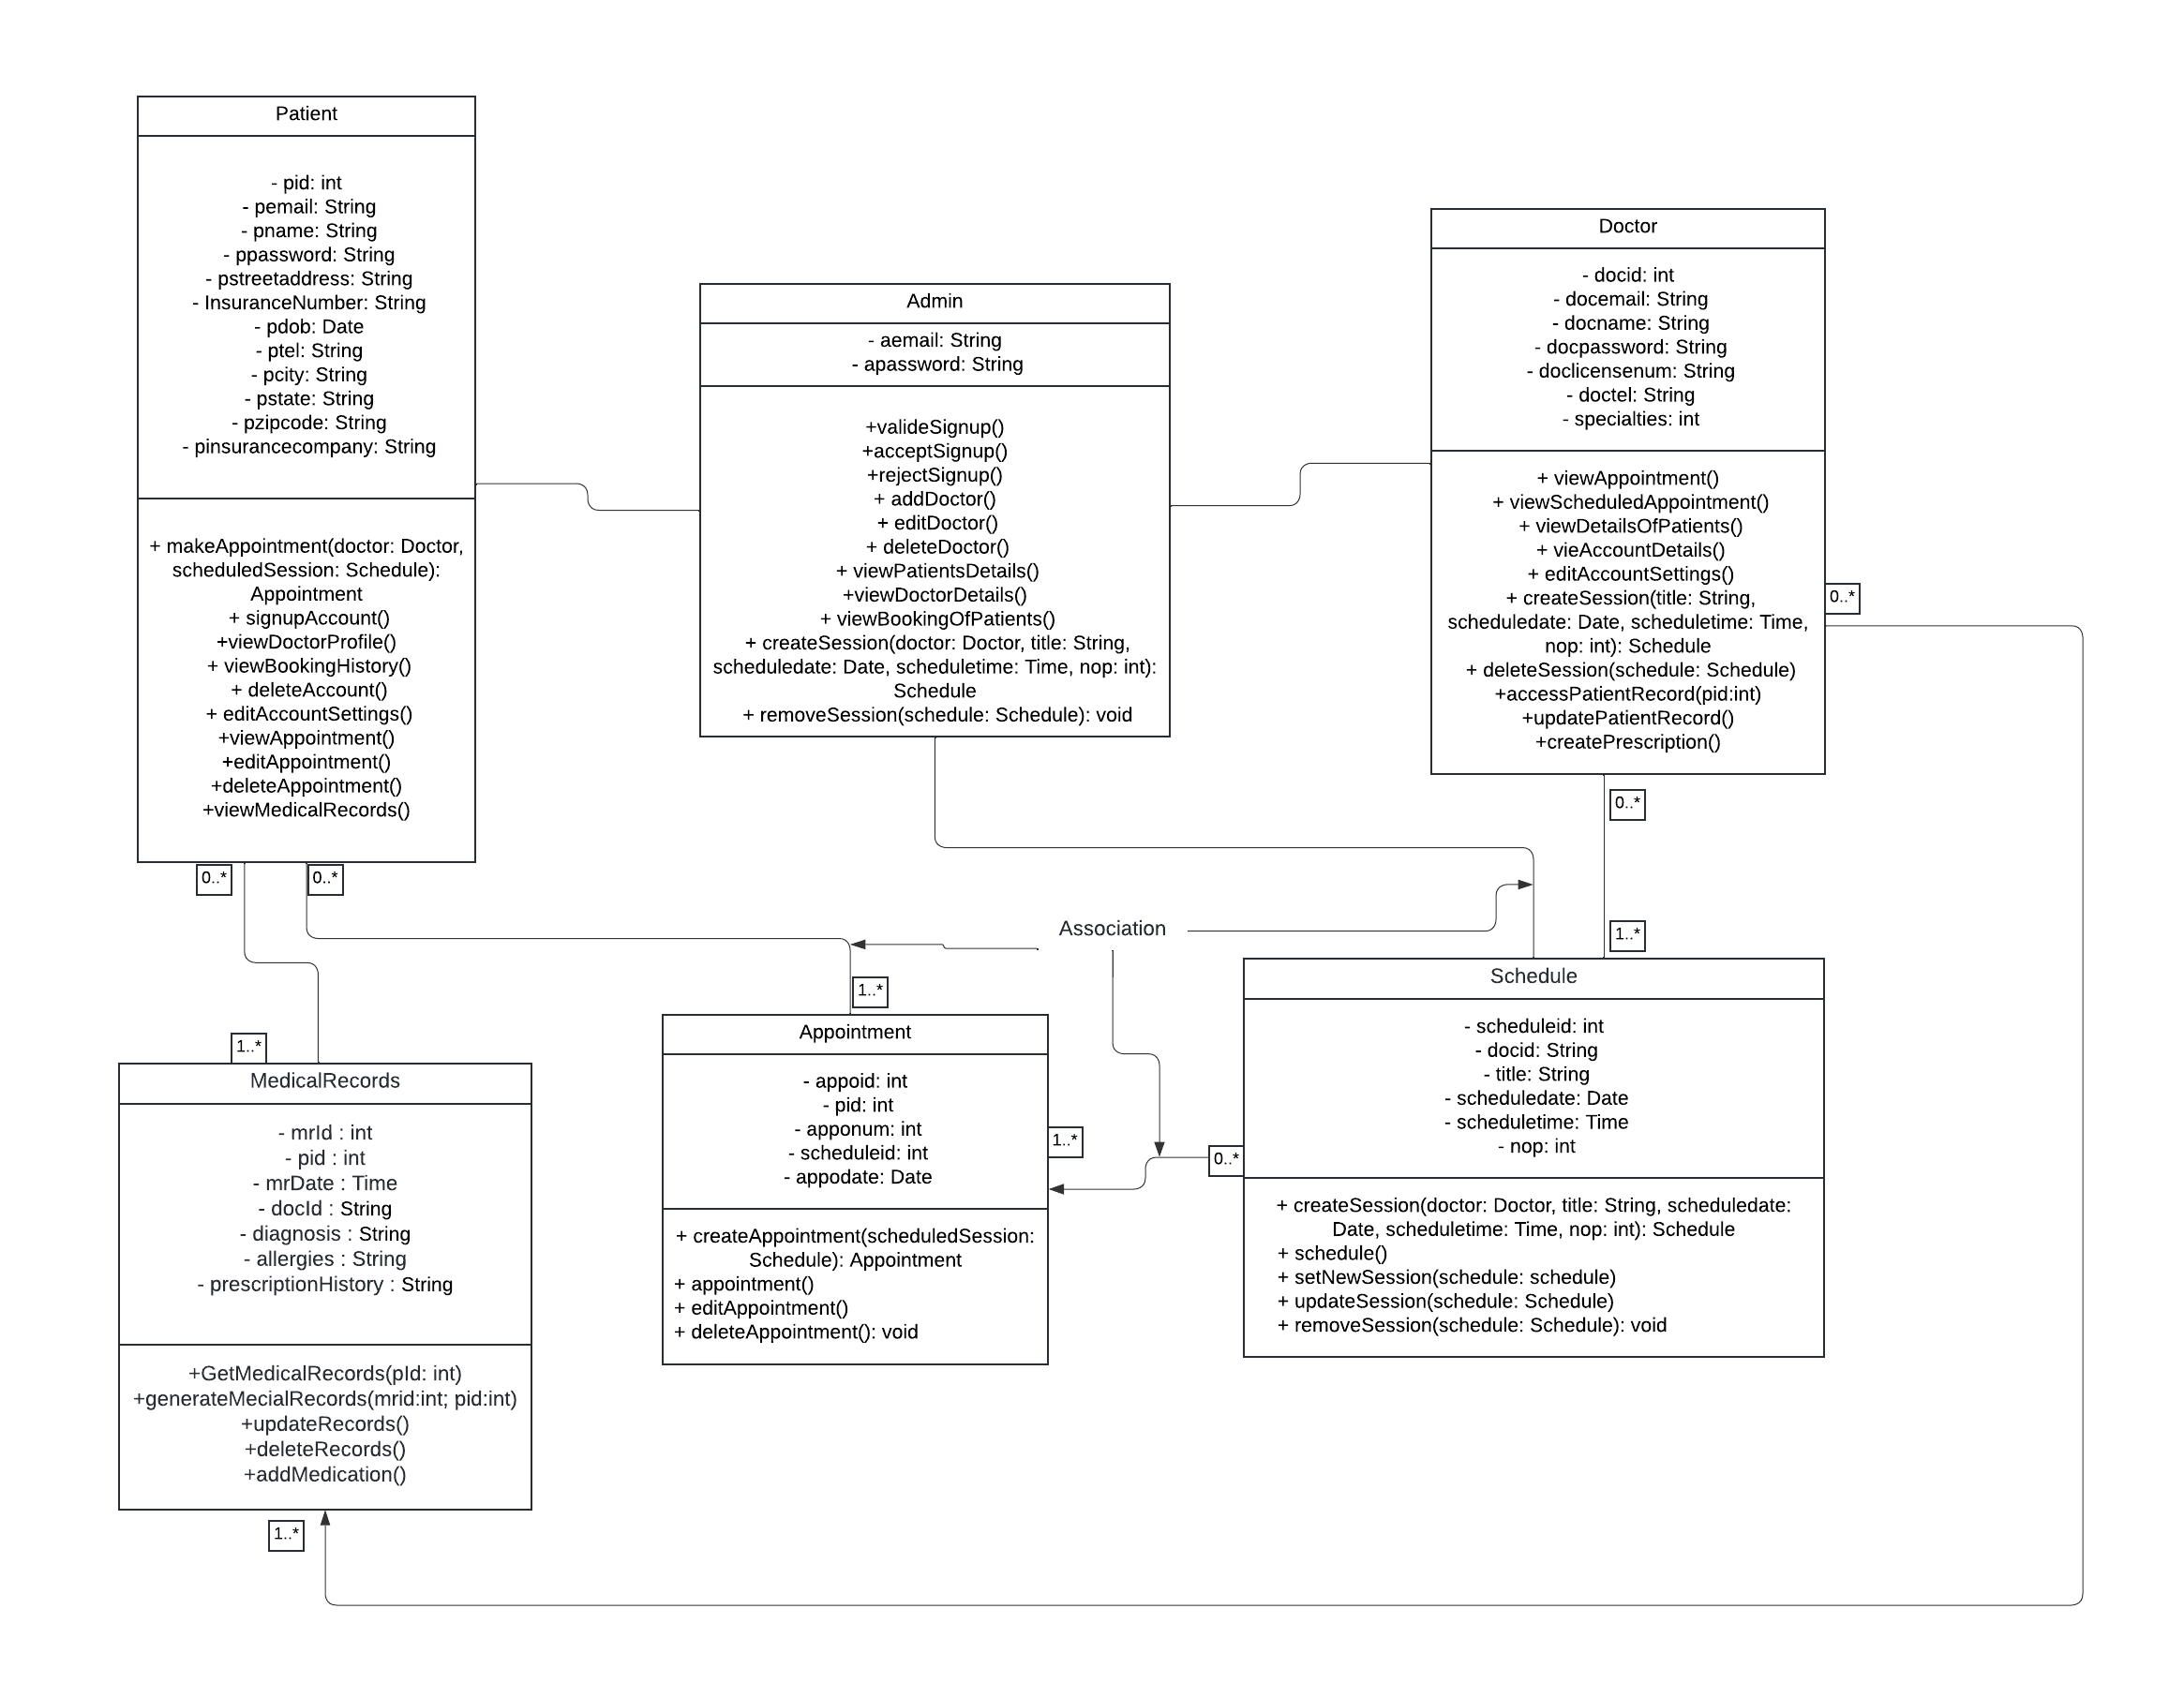 Patient
- pid: int
- pemail: String
- pname: String
- ppassword: String
- pstreetaddress: String
- InsuranceNumber: String
- pdob: Date
- ptel: String
- pcity: String
- pstate: String
- pzipcode: String
- pinsurancecompany: String
+ makeAppointment(doctor: Doctor,
scheduledSession: Schedule):
Appointment
+ signupAccount()
+viewDoctorProfile()
+ viewBookingHistory()
+ deleteAccount()
+ editAccountSettings()
+viewAppointment()
+editAppointment()
+deleteAppointment()
+viewMedicalRecords()
0..*
0..*
Admin
- aemail: String
- apassword: String
+valideSignup()
+acceptSignup()
+rejectSignup()
+ addDoctor()
+ editDoctor()
+ deleteDoctor()
+ viewPatientsDetails()
+viewDoctorDetails()
+ viewBookingOfPatients()
+ createSession(doctor: Doctor, title: String,
scheduledate: Date, scheduletime: Time, nop: int):
Schedule
+ removeSession(schedule: Schedule): void
Doctor
- docid: int
- docemail: String
- docname: String
- docpassword: String
- doclicensenum: String
- doctel: String
- specialties: int
+ viewAppointment()
+ viewScheduledAppointment()
+ viewDetailsOfPatients()
+ vieAccountDetails()
+ editAccountSettings()
+ createSession(title: String,
scheduledate: Date, scheduletime: Time,
nop: int): Schedule
+ deleteSession(schedule: Schedule)
+accessPatientRecord(pid:int)
+updatePatientRecord()
+createPrescription()
0..*
0..*
1..*
Association
1..*
MedicalRecords
- mrId : int
- pid : int
- mrDate : Time
- docId : String
- diagnosis : String
- allergies : String
- prescriptionHistory : String
+GetMedicalRecords(pId: int)
+generateMecialRecords(mrid:int; pid:int)
+updateRecords()
+deleteRecords()
+addMedication()
1..*
1..*
Appointment
- appoid: int
- pid: int
- apponum: int
- scheduleid: int
- appodate: Date
+ createAppointment(scheduledSession:
Schedule): Appointment
+ appointment()
+ editAppointment()
+ deleteAppointment(): void
1..*
0..*
Schedule
- scheduleid: int
- docid: String
- title: String
- scheduledate: Date
- scheduletime: Time
- nop: int
+ createSession(doctor: Doctor, title: String, scheduledate:
Date, scheduletime: Time, nop: int): Schedule
+ schedule()
+ setNewSession(schedule: schedule)
+ updateSession(schedule: Schedule)
+ removeSession(schedule: Schedule): void